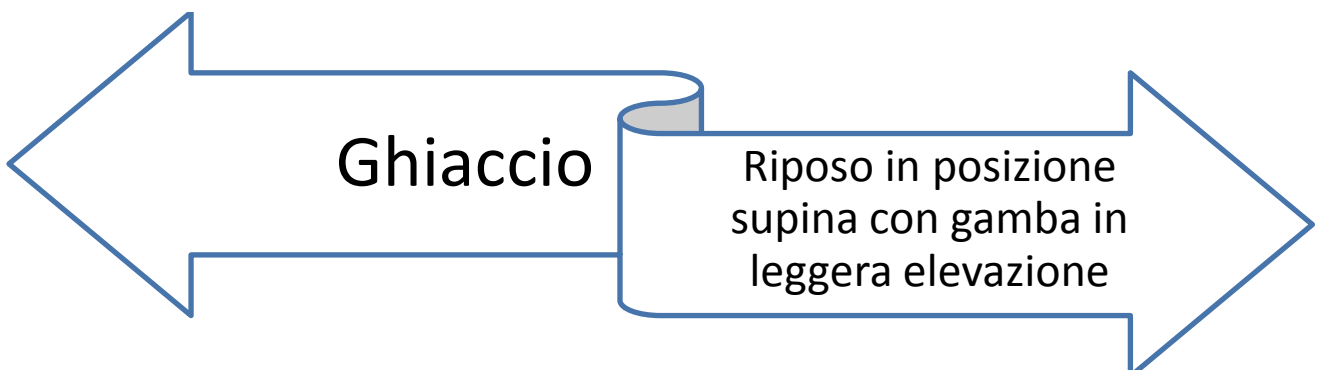 Ghiaccio
Riposo in posizione
supina con gamba in
leggera elevazione